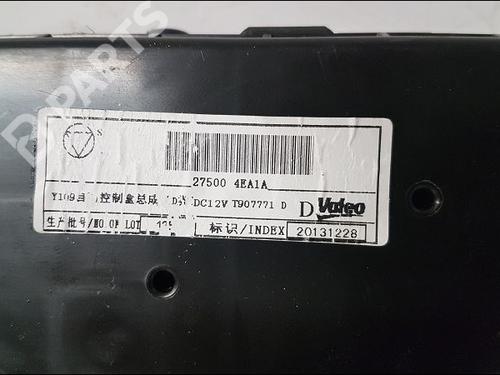 B-PARTS
S
27500 4EA1A
Y109 控制盒总成 DC12V T907771 D
D Valeo
生产批号/NO OF LOT
标识/INDEX 20131228